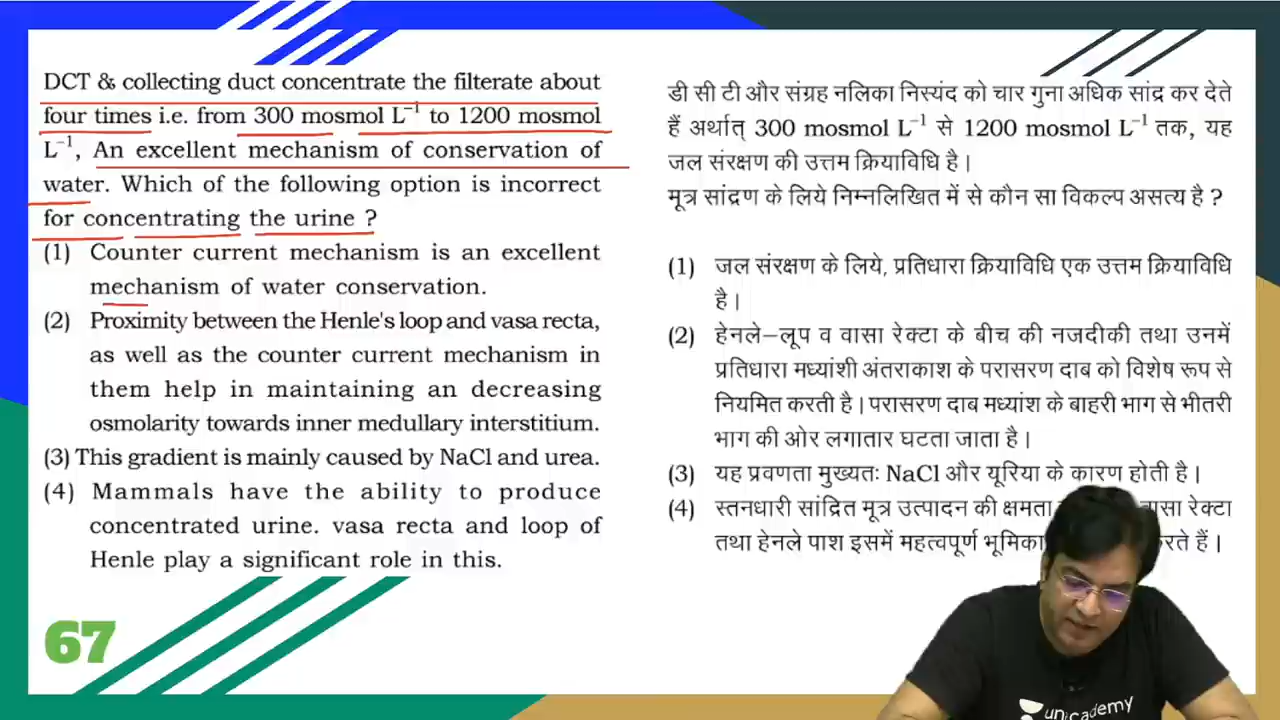 DCT & collecting duct concentrate the filterate about
four times i.e. from 300 mosmol L⁻¹ to 1200 mosmol
L⁻¹, An excellent mechanism of conservation of
water. Which of the following option is incorrect
for concentrating the urine ?
(1) Counter current mechanism is an excellent
mechanism of water conservation.
(2) Proximity between the Henle's loop and vasa recta,
as well as the counter current mechanism in
them help in maintaining an decreasing
osmolarity towards inner medullary interstitium.
(3) This gradient is mainly caused by NaCl and urea.
(4) Mammals have the ability to produce
concentrated urine. vasa recta and loop of
Henle play a significant role in this.
67
डी सी टी और संग्रह नलिका निस्यंद को चार गुना अधिक सांद्र कर देते
हैं अर्थात् 300 mosmol L⁻¹ से 1200 mosmol L⁻¹ तक, यह
जल संरक्षण की उत्तम क्रियाविधि है।
मूत्र सांद्रण के लिये निम्नलिखित में से कौन सा विकल्प असत्य है ?
(1) जल संरक्षण के लिये, प्रतिधारा क्रियाविधि एक उत्तम क्रियाविधि
है।
(2) हेनले–लूप व वासा रेक्टा के बीच की नजदीकी तथा उनमें
प्रतिधारा मध्यांशी अंतराकाश के परासरण दाब को विशेष रूप से
नियमित करती है। परासरण दाब मध्यांश के बाहरी भाग से भीतरी
भाग की ओर लगातार घटता जाता है।
(3) यह प्रवणता मुख्यतः NaCl और यूरिया के कारण होती है।
(4) स्तनधारी सांद्रित मूत्र उत्पादन की क्षमता रेक्टा
तथा हेनले पाश इसमें महत्वपूर्ण हैं।
unacademy